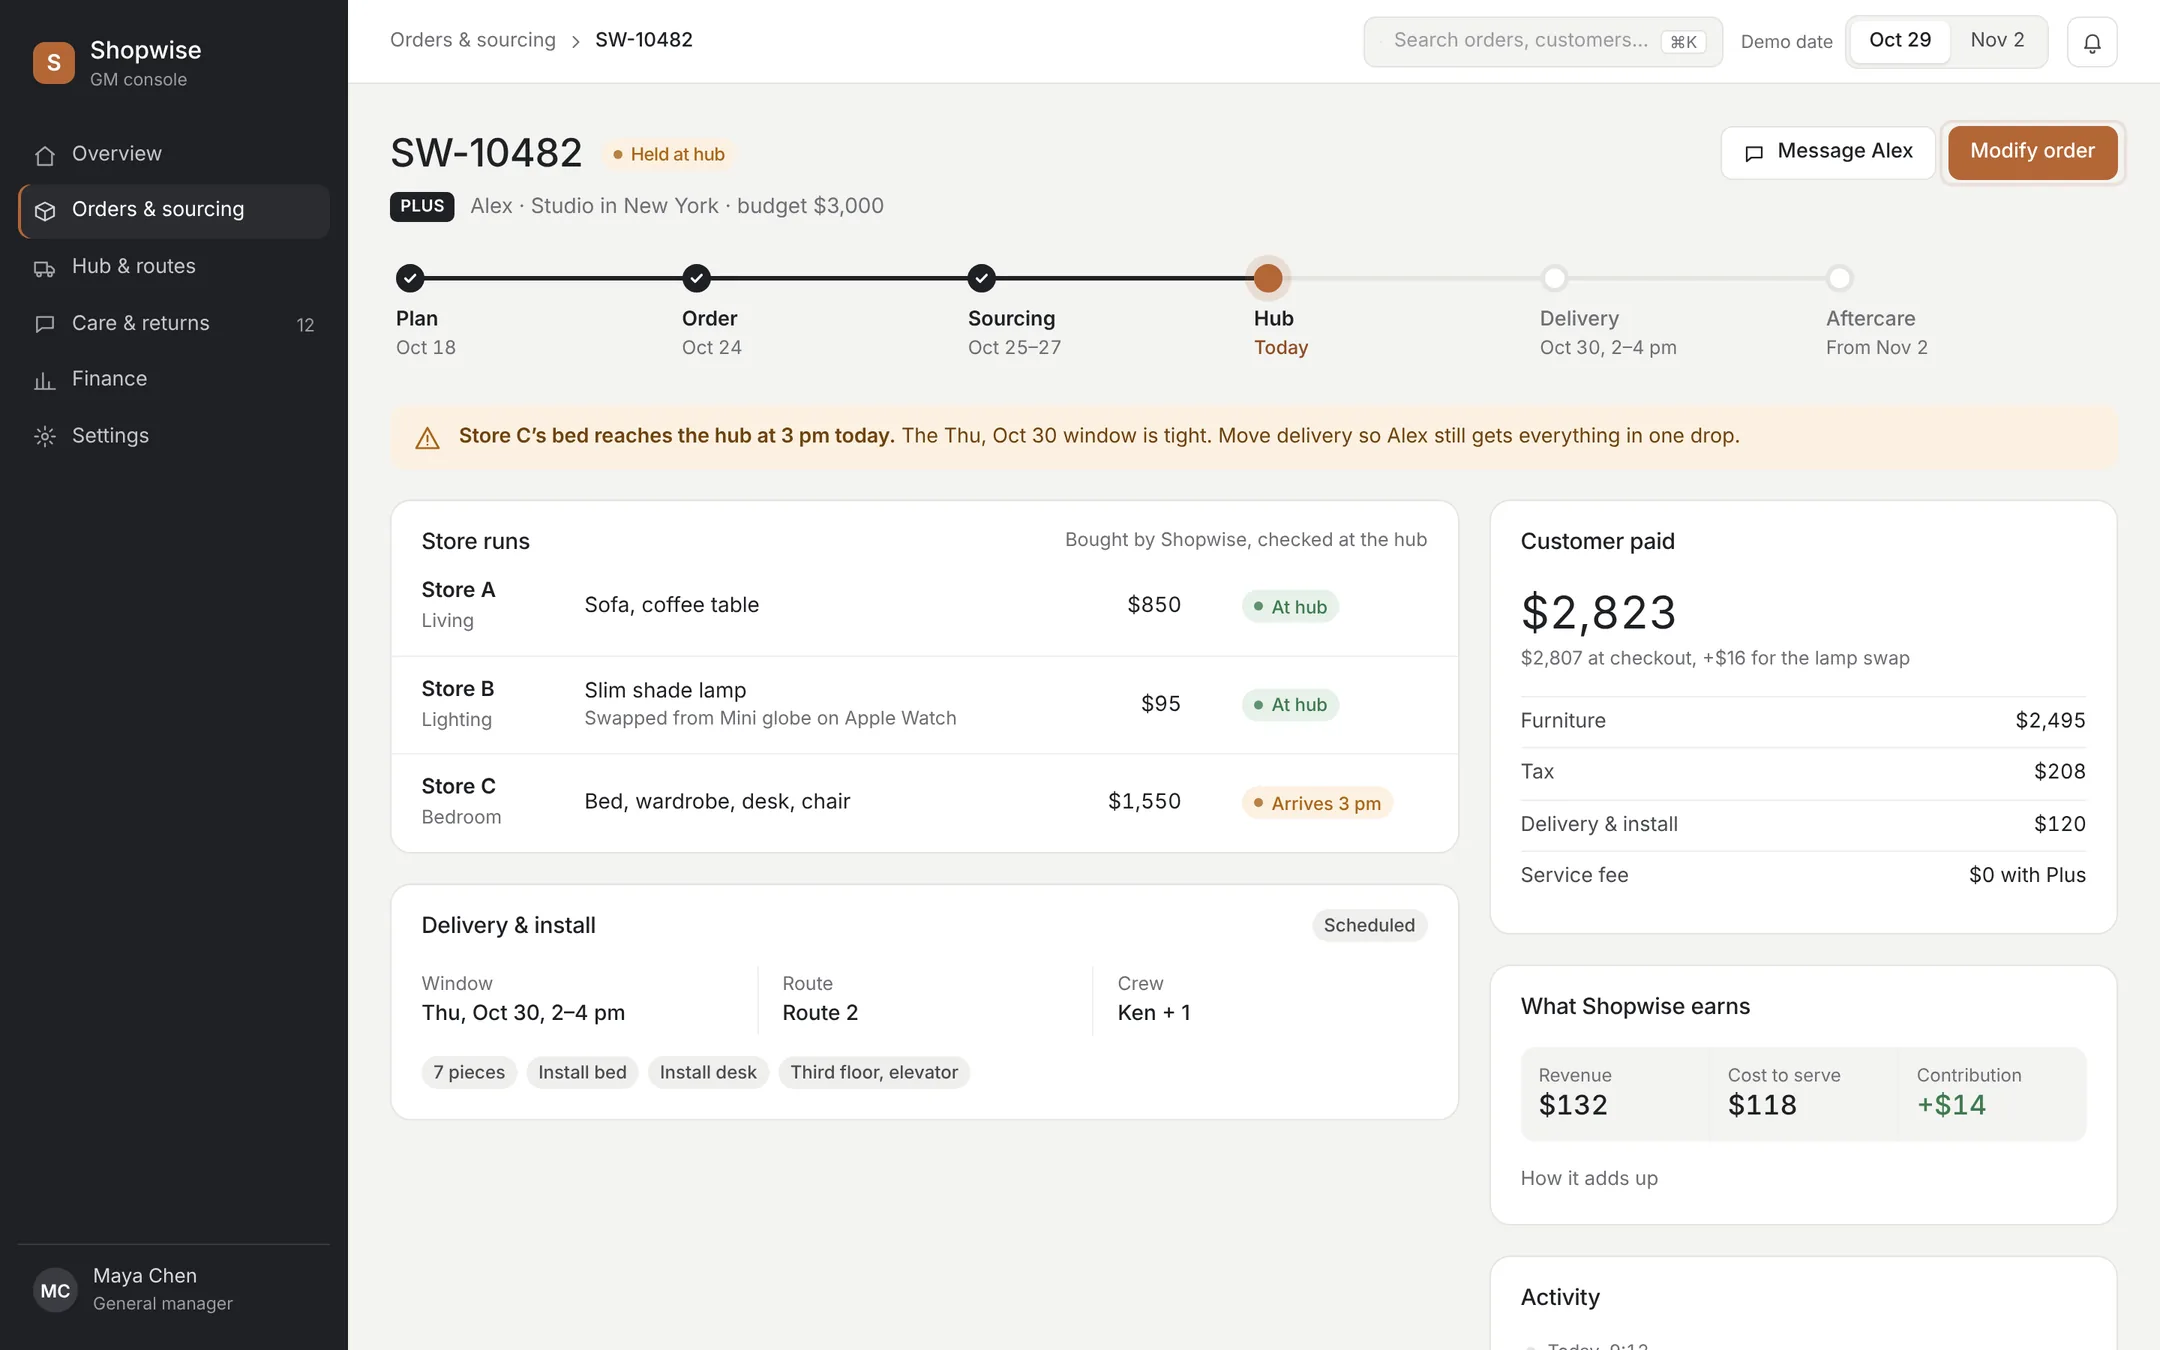 S
Shopwise
GM console
Overview
Orders & sourcing
Hub & routes
Care & returns 12
Finance
Settings
MC
Maya Chen
General manager
Orders & sourcing > SW-10482
Search orders, customers... ⌘K
Demo date
Oct 29
Nov 2
SW-10482
Held at hub
Message Alex
Modify order
PLUS
Alex · Studio in New York · budget $3,000
Plan
Oct 18
Order
Oct 24
Sourcing
Oct 25–27
Hub
Today
Delivery
Oct 30, 2–4 pm
Aftercare
From Nov 2
Store C’s bed reaches the hub at 3 pm today. The Thu, Oct 30 window is tight. Move delivery so Alex still gets everything in one drop.
Store runs
Bought by Shopwise, checked at the hub
Store A
Living
Sofa, coffee table
$850
At hub
Store B
Lighting
Slim shade lamp
Swapped from Mini globe on Apple Watch
$95
At hub
Store C
Bedroom
Bed, wardrobe, desk, chair
$1,550
Arrives 3 pm
Delivery & install
Scheduled
Window
Thu, Oct 30, 2–4 pm
Route
Route 2
Crew
Ken + 1
7 pieces
Install bed
Install desk
Third floor, elevator
Customer paid
$2,823
$2,807 at checkout, +$16 for the lamp swap
Furniture $2,495
Tax $208
Delivery & install $120
Service fee $0 with Plus
What Shopwise earns
Revenue
$132
Cost to serve
$118
Contribution
+$14
How it adds up
Activity